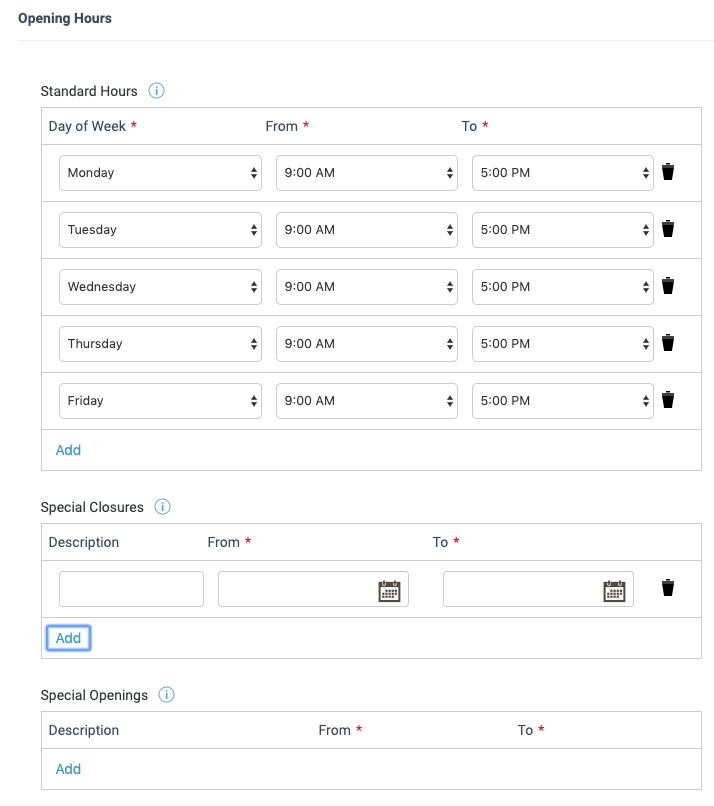 Opening Hours
Standard Hours i
Day of Week * From * To *
Monday 9:00 AM 5:00 PM
Tuesday 9:00 AM 5:00 PM
Wednesday 9:00 AM 5:00 PM
Thursday 9:00 AM 5:00 PM
Friday 9:00 AM 5:00 PM
Add
Special Closures i
Description From * To *
Add
Special Openings i
Description From * To *
Add